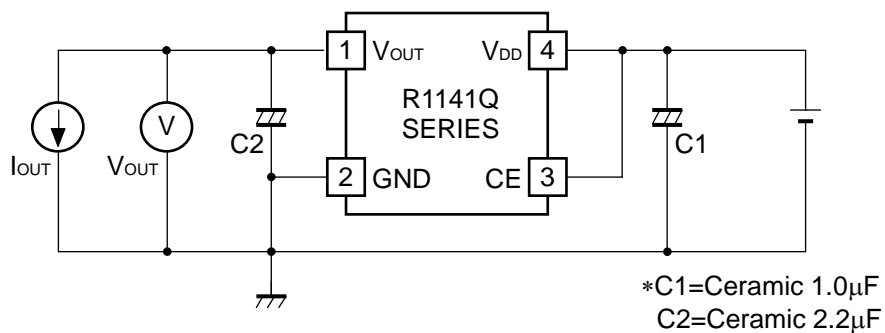 1 VOUT VDD 4
R1141Q
SERIES
V
C2
C1
IOUT
VOUT
2 GND CE 3
*C1=Ceramic 1.0μF
C2=Ceramic 2.2μF